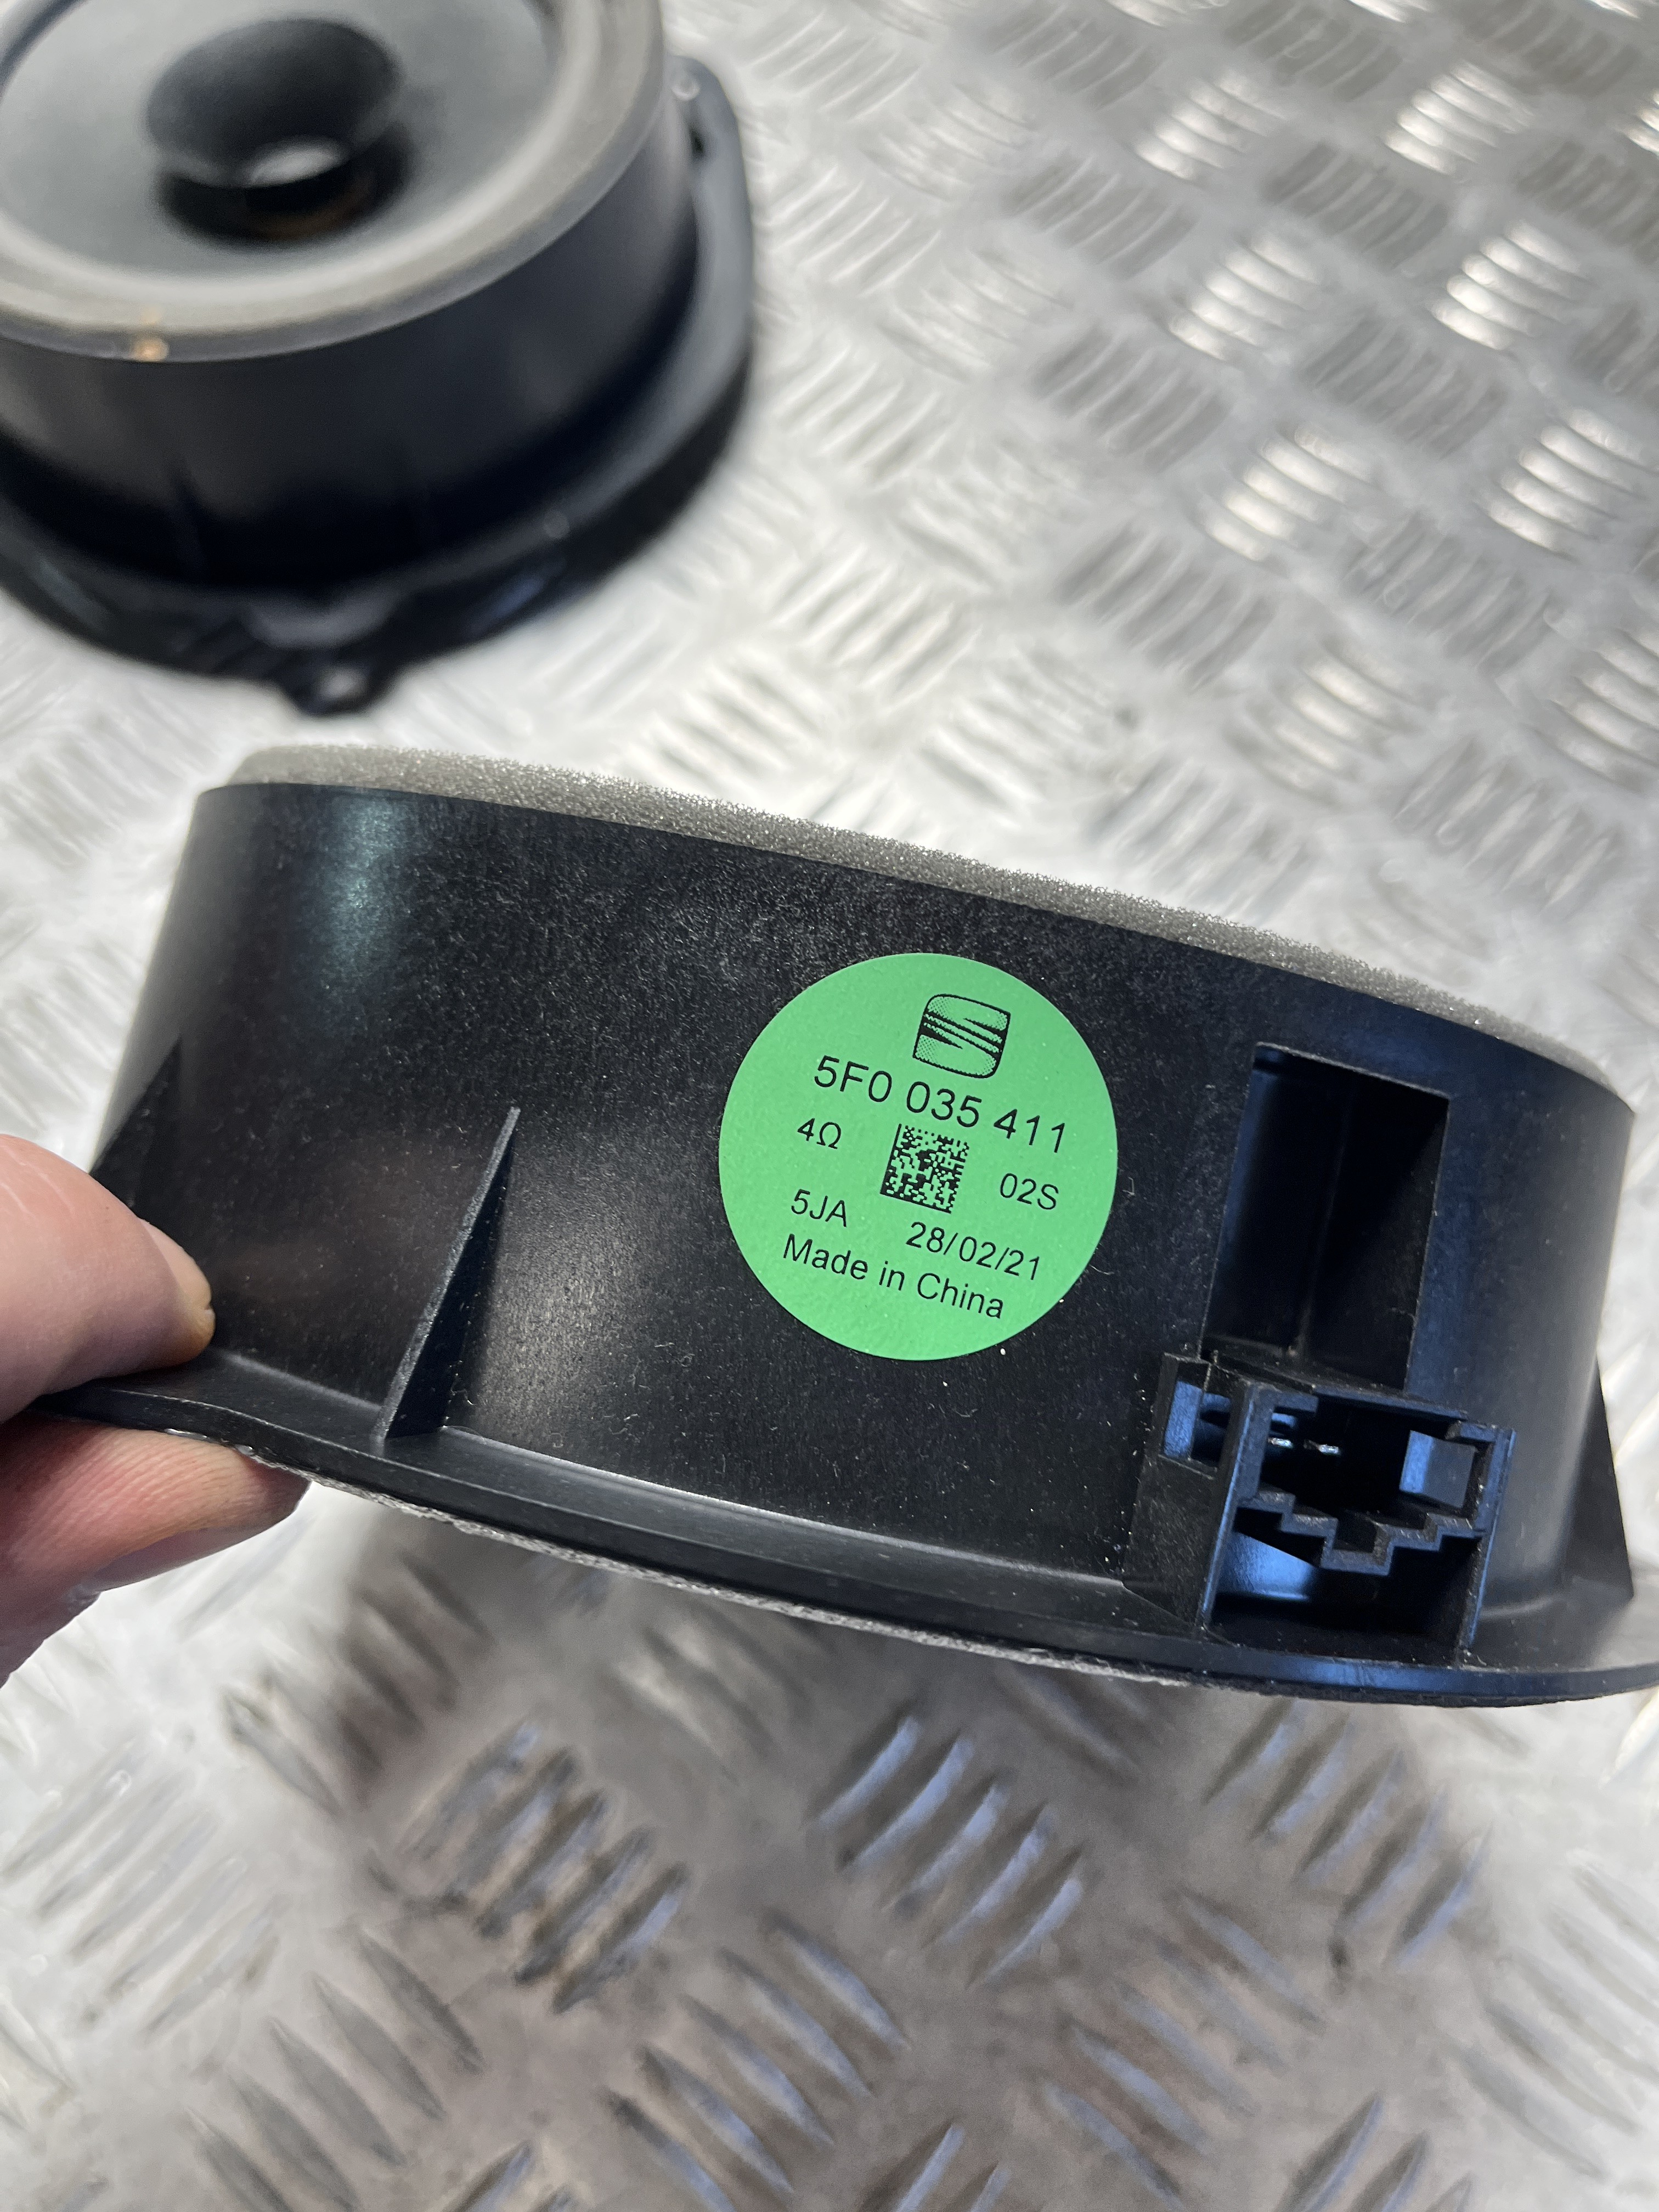 5F0 035 411
4Ω
02S
5JA 28/02/21
Made in China